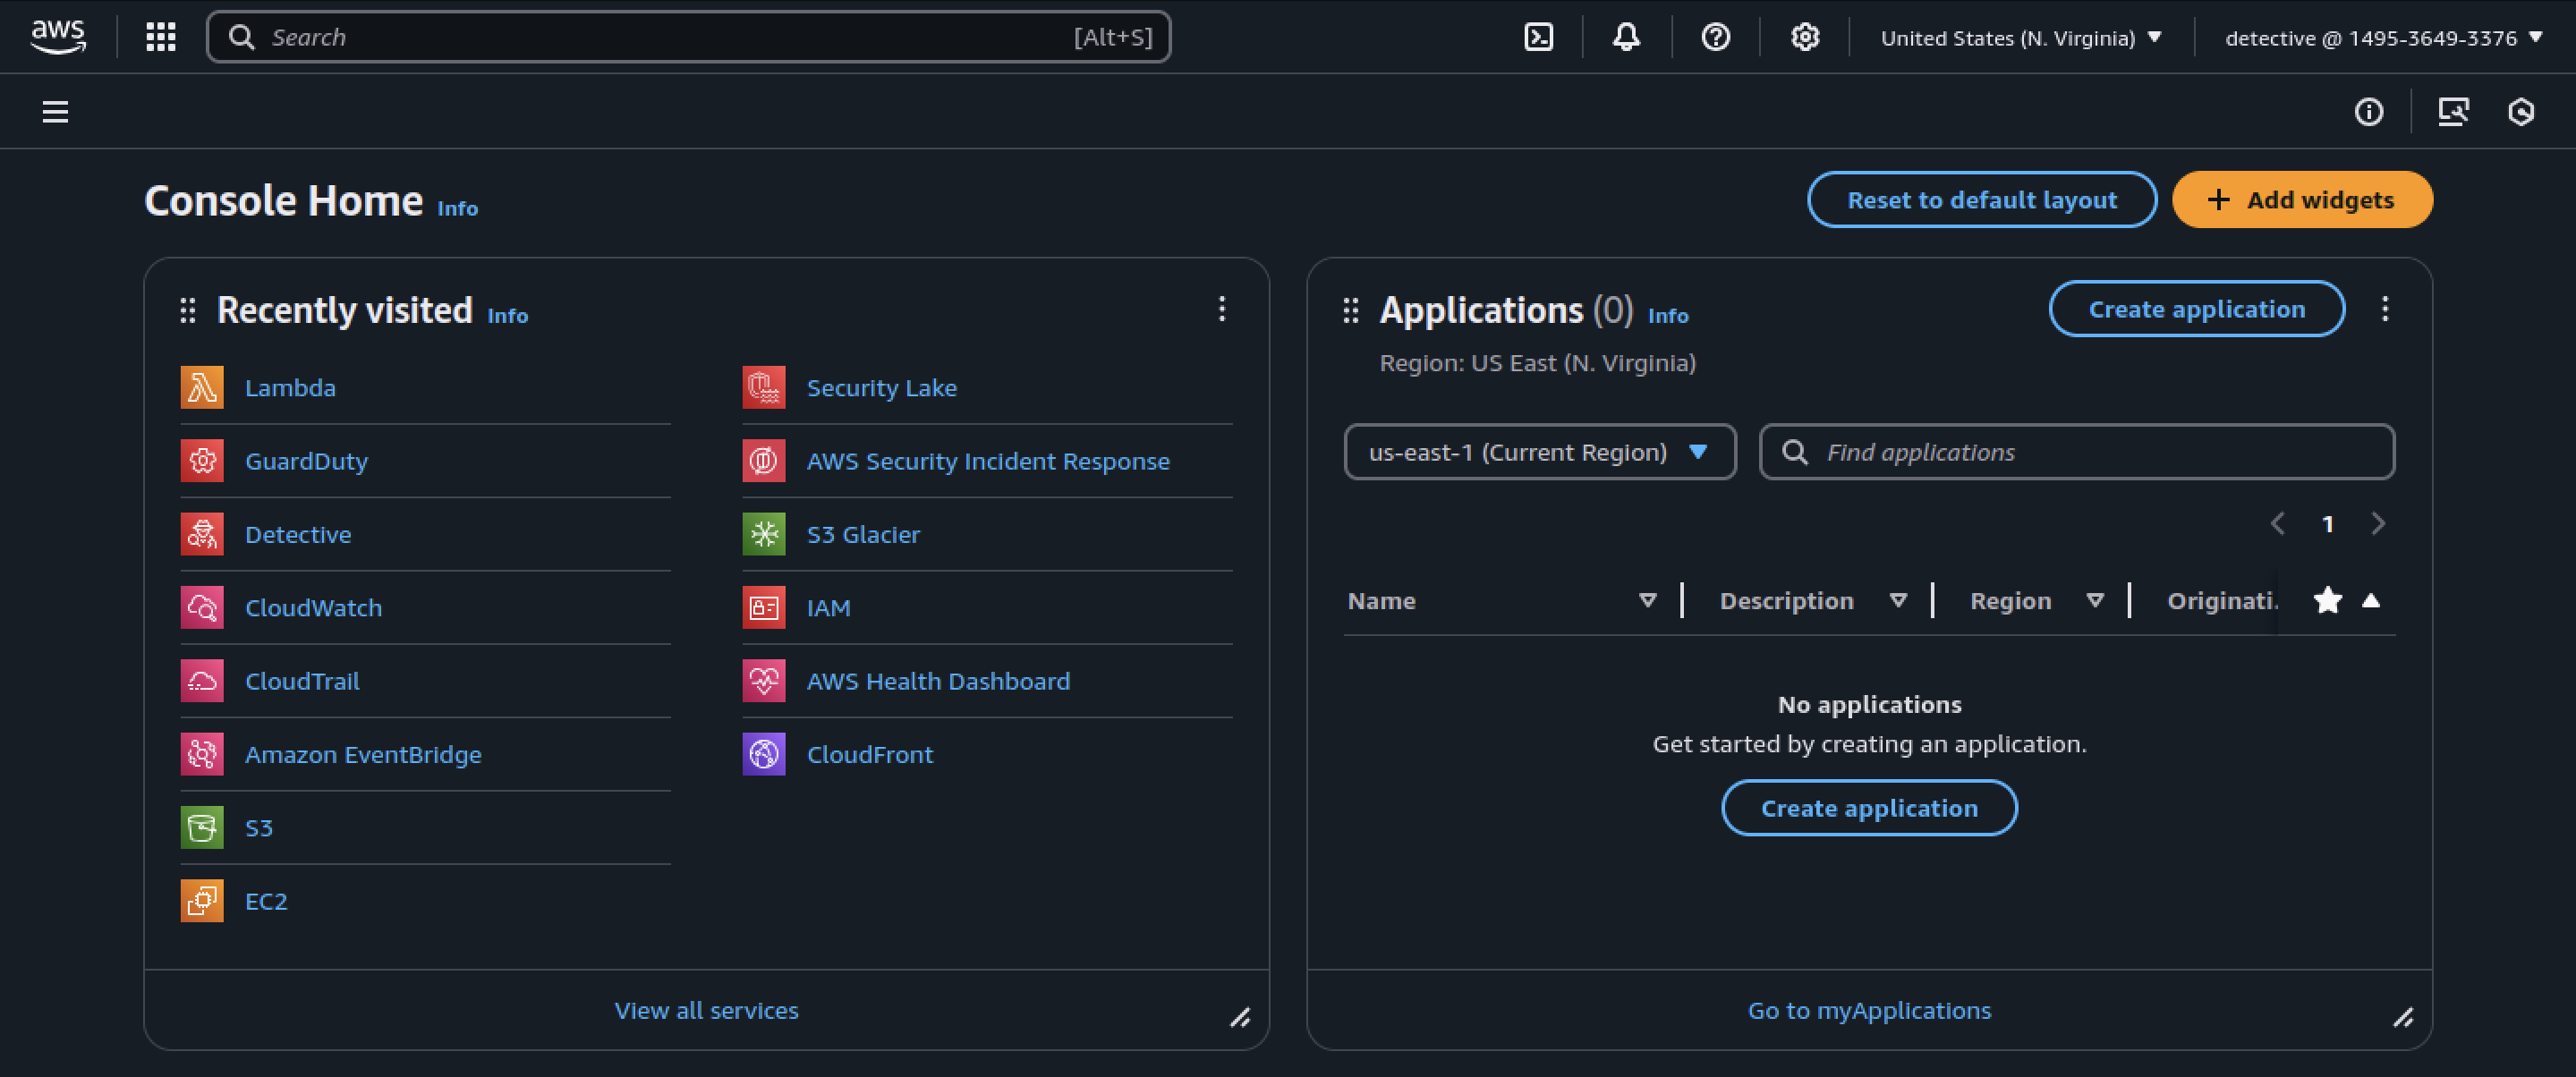 aws
Search [Alt+S]
United States (N. Virginia)
detective @ 1495-3649-3376
Console Home Info
Reset to default layout
+ Add widgets
Recently visited Info
Lambda
GuardDuty
Detective
CloudWatch
CloudTrail
Amazon EventBridge
S3
EC2
Security Lake
AWS Security Incident Response
S3 Glacier
IAM
AWS Health Dashboard
CloudFront
View all services
Applications (0) Info
Create application
Region: US East (N. Virginia)
us-east-1 (Current Region)
Find applications
1
Name Description Region Originati.
No applications
Get started by creating an application.
Create application
Go to myApplications